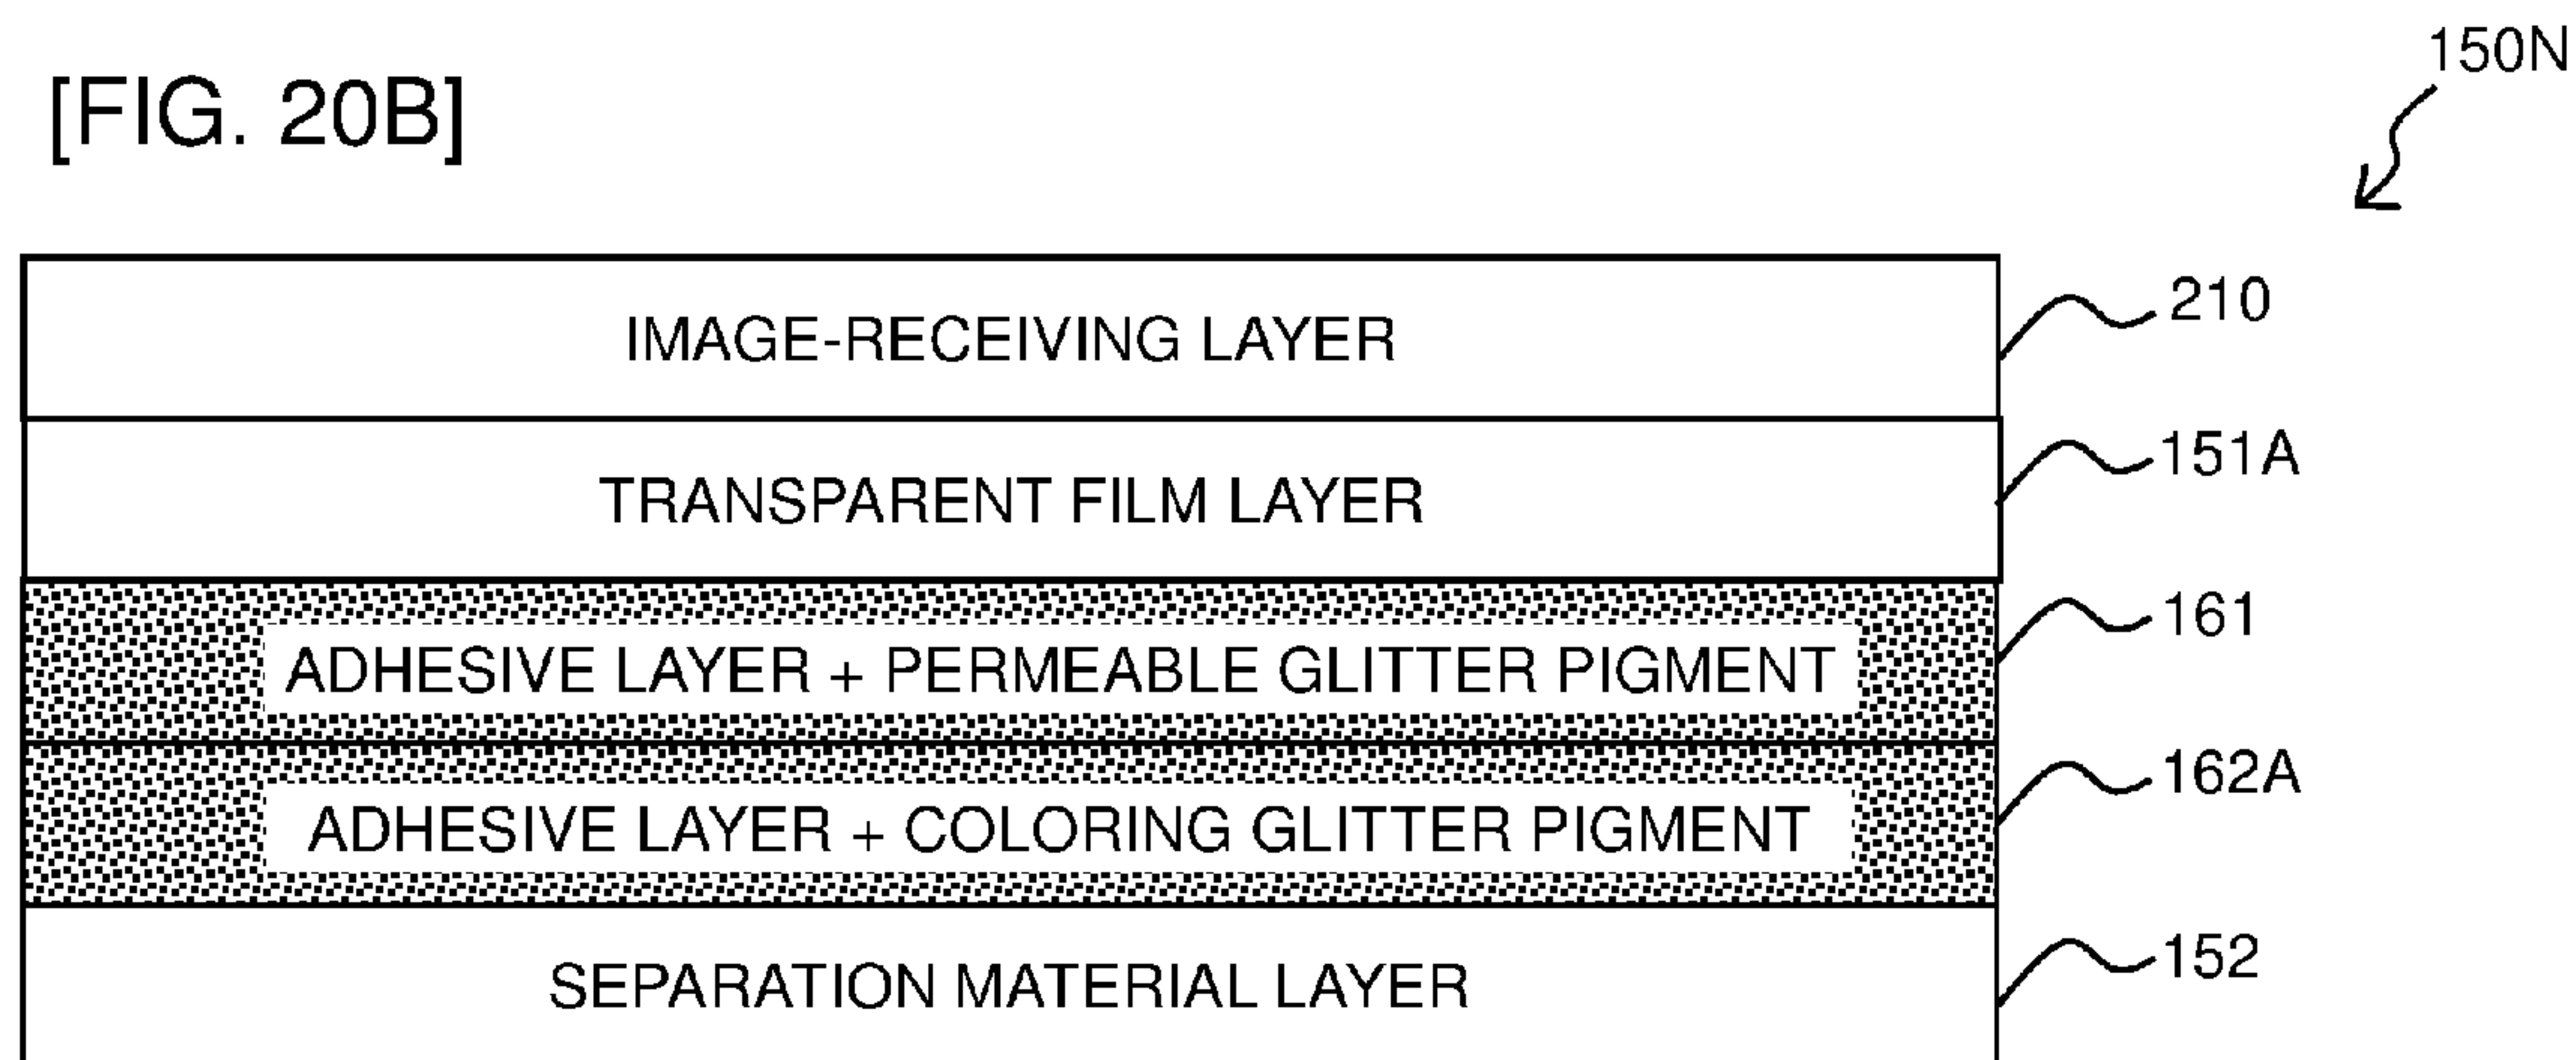 150N
[FIG. 20B]
IMAGE-RECEIVING LAYER 210
TRANSPARENT FILM LAYER 151A
ADHESIVE LAYER + PERMEABLE GLITTER PIGMENT 161
ADHESIVE LAYER + COLORING GLITTER PIGMENT 162A
SEPARATION MATERIAL LAYER 152